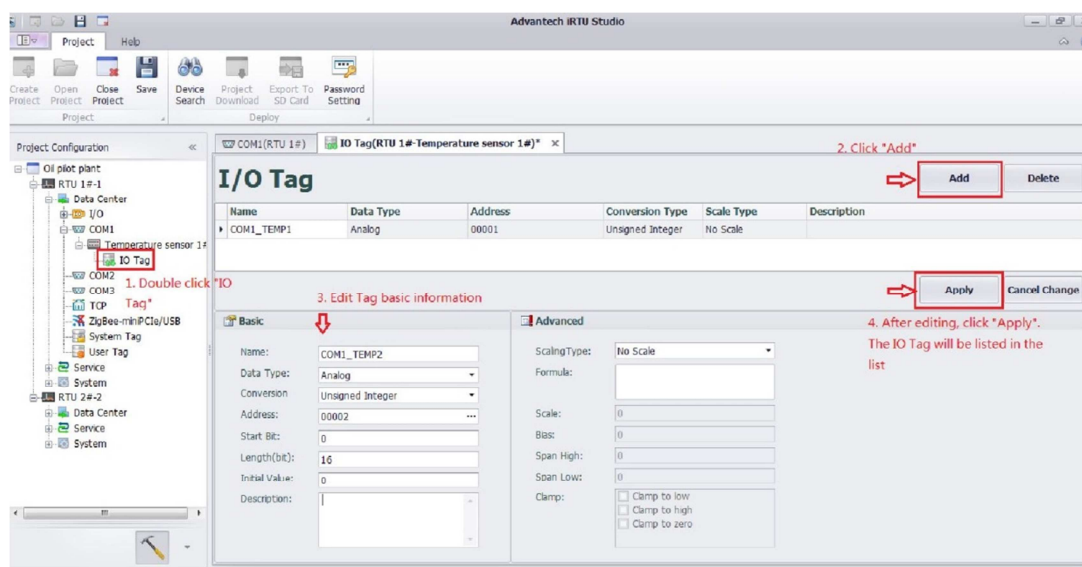 Advantech iRTU Studio
Project Help
Create Project
Open Project
Close Project
Save
Device Search
Project Download
Export To SD Card
Password Setting
Project
Deploy
Project Configuration «
COM1(RTU 1#) IO Tag(RTU 1#-Temperature sensor 1#)* ×
2. Click "Add"
Oil pilot plant
RTU 1#-1
Data Center
I/O
COM1
Temperature sensor 1#
IO Tag
COM2
COM3
TCP
ZigBee-miniPCIe/USB
System Tag
User Tag
Service
System
RTU 2#-2
Data Center
Service
System
1. Double click "IO
Tag"
I/O Tag
Add Delete
Name Data Type Address Conversion Type Scale Type Description
COM1_TEMP1 Analog 00001 Unsigned Integer No Scale
3. Edit Tag basic information
Apply Cancel Change
4. After editing, click "Apply".
The IO Tag will be listed in the
list
Basic
Name: COM1_TEMP2
Data Type: Analog
Conversion Unsigned Integer
Address: 00002 ...
Start Bit: 0
Length(bit): 16
Initial Value: 0
Description:
Advanced
ScalingType: No Scale
Formula:
Scale: 0
Bias: 0
Span High: 0
Span Low: 0
Clamp: Clamp to low
Clamp to high
Clamp to zero